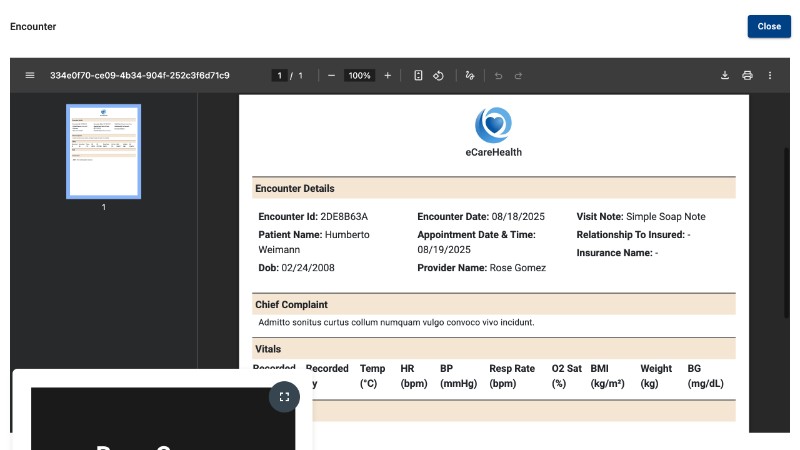 Encounter
Close
334e0f70-ce09-4b34-904f-252c3f6d71c9
1 / 1
100%
1
eCareHealth
Encounter Details
Encounter Id: 2DE8B63A
Encounter Date: 08/18/2025
Visit Note: Simple Soap Note
Patient Name: Humberto Weimann
Appointment Date & Time: 08/19/2025
Relationship To Insured: -
Insurance Name: -
Dob: 02/24/2008
Provider Name: Rose Gomez
Chief Complaint
Admitto sonitus curtus collum numquam vulgo convoco vivo incidunt.
Vitals
Recorded Recorded Temp HR BP Resp Rate O2 Sat BMI Weight BG
(°C) (bpm) (mmHg) (bpm) (%) (kg/m²) (kg) (mg/dL)